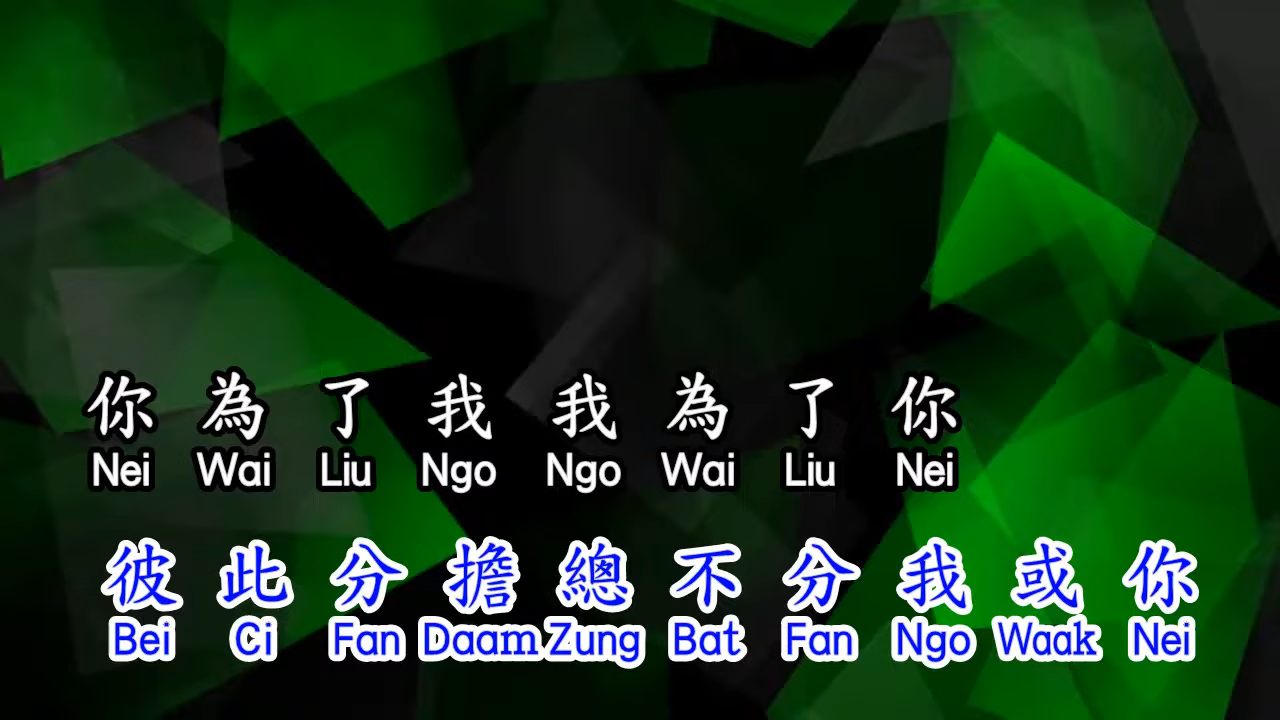 你 為 了 我 我 為 了 你
Nei Wai Liu Ngo Ngo Wai Liu Nei
彼 此 分 擔 總 不 分 我 或 你
Bei Ci Fan Daam Zung Bat Fan Ngo Waak Nei